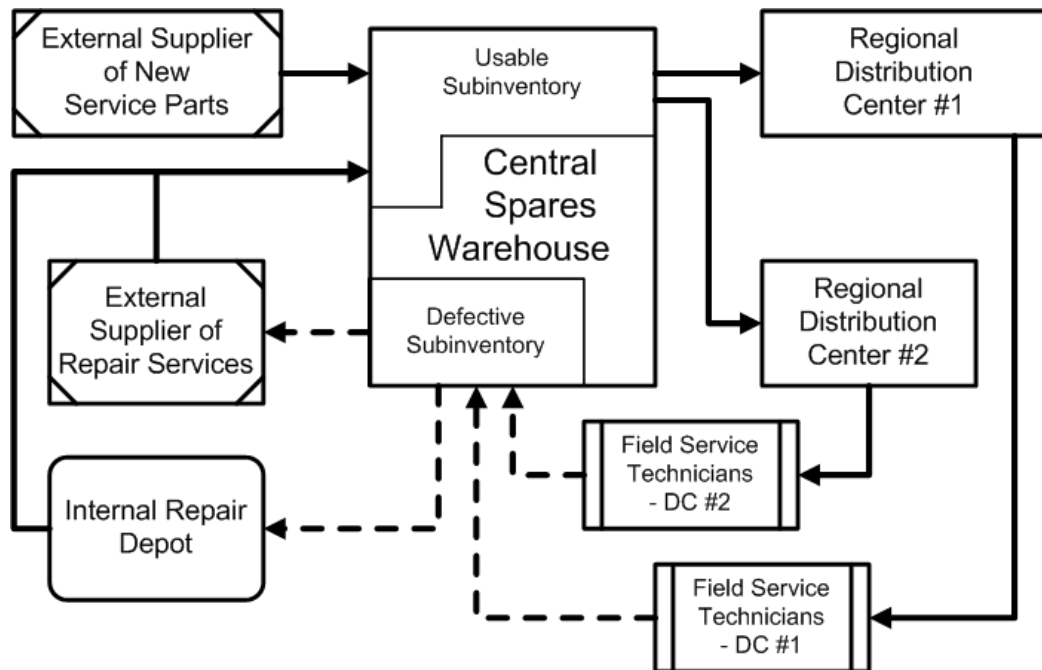 External Supplier
of New
Service Parts
Usable
Subinventory
Regional
Distribution
Center #1
Central
Spares
Warehouse
External
Supplier of
Repair Services
Defective
Subinventory
Regional
Distribution
Center #2
Field Service
Technicians
- DC #2
Internal Repair
Depot
Field Service
Technicians
- DC #1